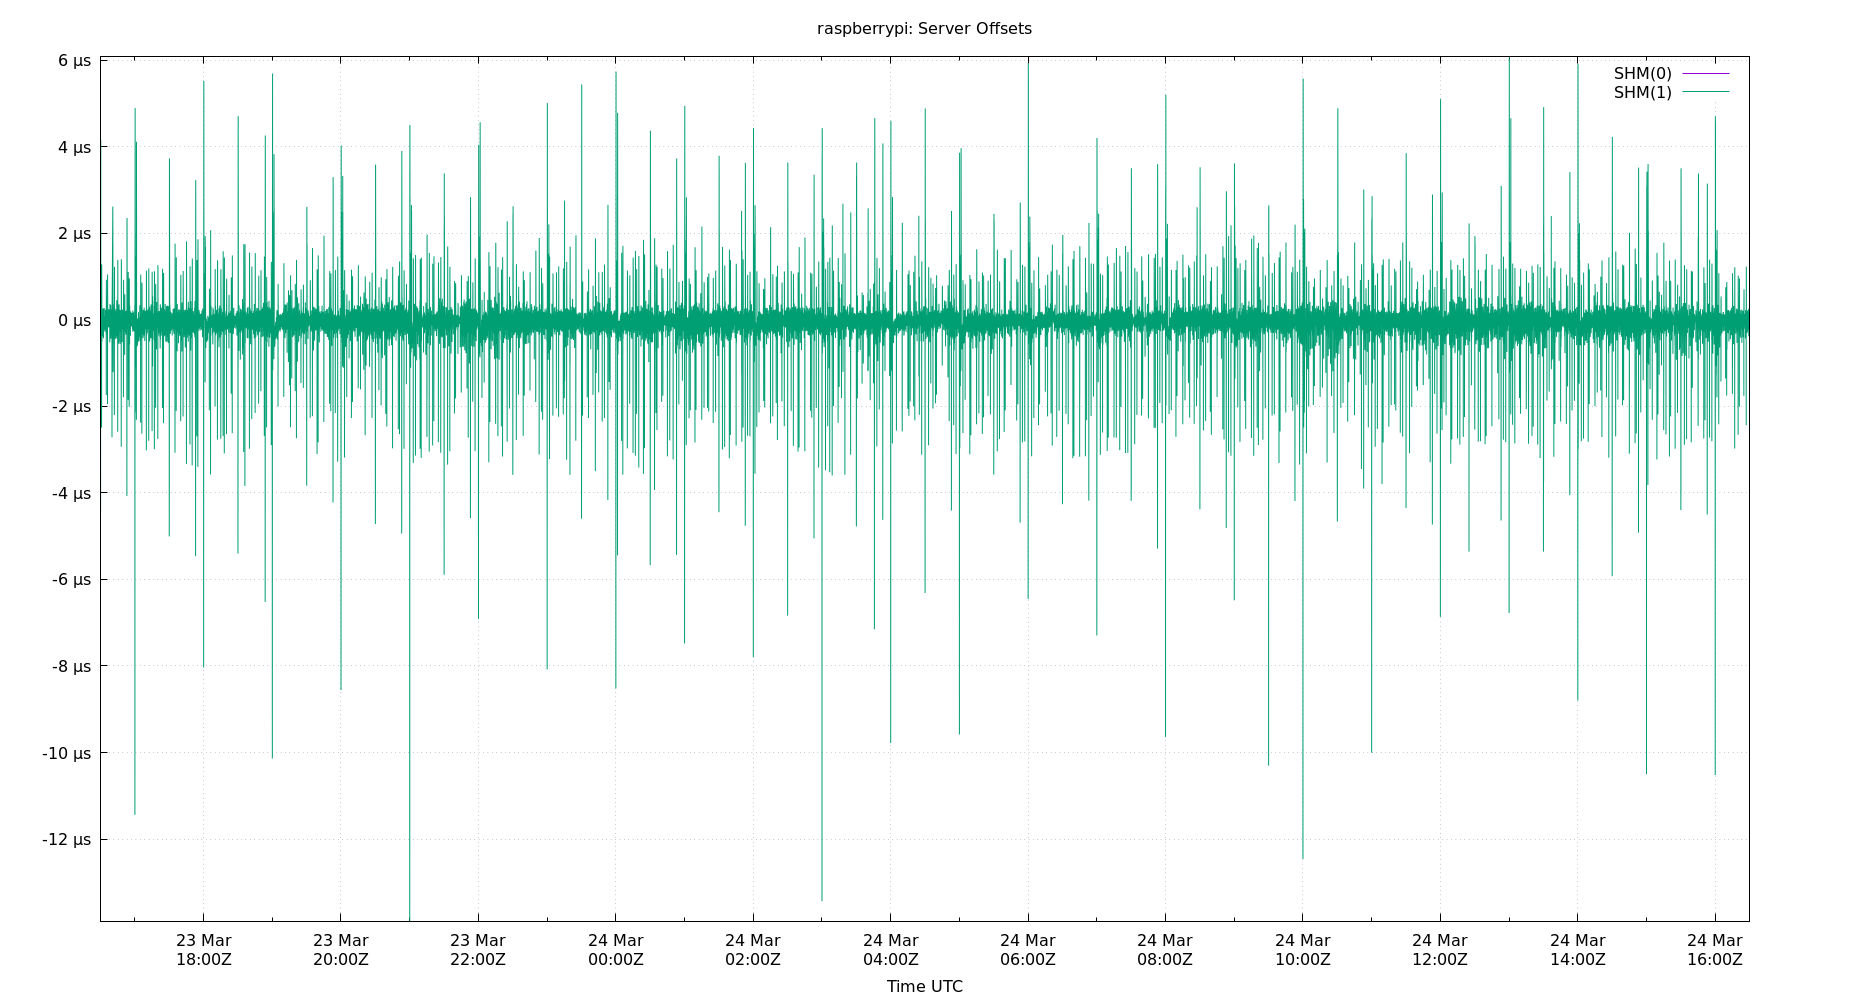 raspberrypi: Server Offsets
SHM(0)
SHM(1)
6 µs
4 µs
2 µs
0 µs
-2 µs
-4 µs
-6 µs
-8 µs
-10 µs
-12 µs
23 Mar 23 Mar 23 Mar 24 Mar 24 Mar 24 Mar 24 Mar 24 Mar 24 Mar 24 Mar 24 Mar 24 Mar
18:00Z 20:00Z 22:00Z 00:00Z 02:00Z 04:00Z 06:00Z 08:00Z 10:00Z 12:00Z 14:00Z 16:00Z
Time UTC